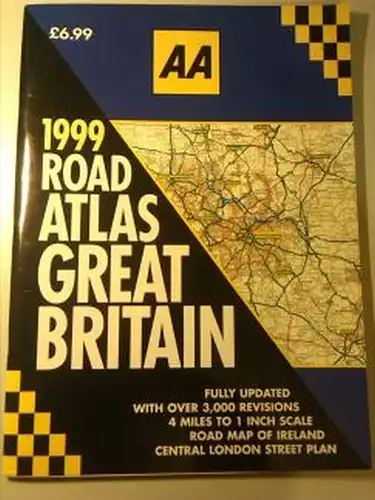 £6.99
AA
1999
ROAD
ATLAS
GREAT
BRITAIN
FULLY UPDATED
WITH OVER 3,000 REVISIONS
4 MILES TO 1 INCH SCALE
ROAD MAP OF IRELAND
CENTRAL LONDON STREET PLAN